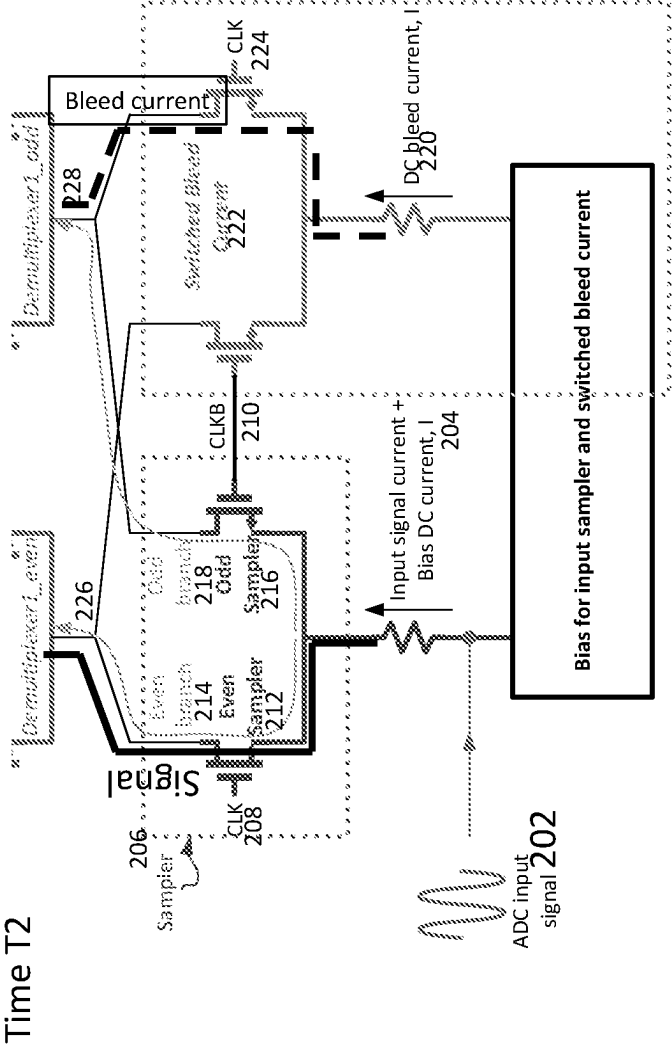 Time T2
Demultiplexer1_even
Demultiplexer1_odd
226
228
Bleed current
Signal
206
Sampler
CLK
208
Even
branch
214
Even
Sampler
212
Odd
branch
218
Odd
Sampler
216
CLKB
210
Switched Bleed
Current
222
CLK
224
Input signal current +
Bias DC current, I
204
DC bleed current, I
220
ADC input
signal 202
Bias for input sampler and switched bleed current